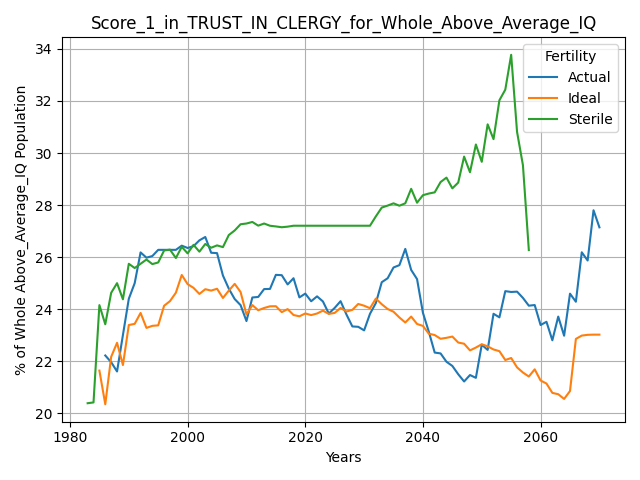 Score_1_in_TRUST_IN_CLERGY_for_Whole_Above_Average_IQ
% of Whole Above_Average_IQ Population
34
32
30
28
26
24
22
20
Fertility
Actual
Ideal
Sterile
1980
2000
2020
2040
2060
Years